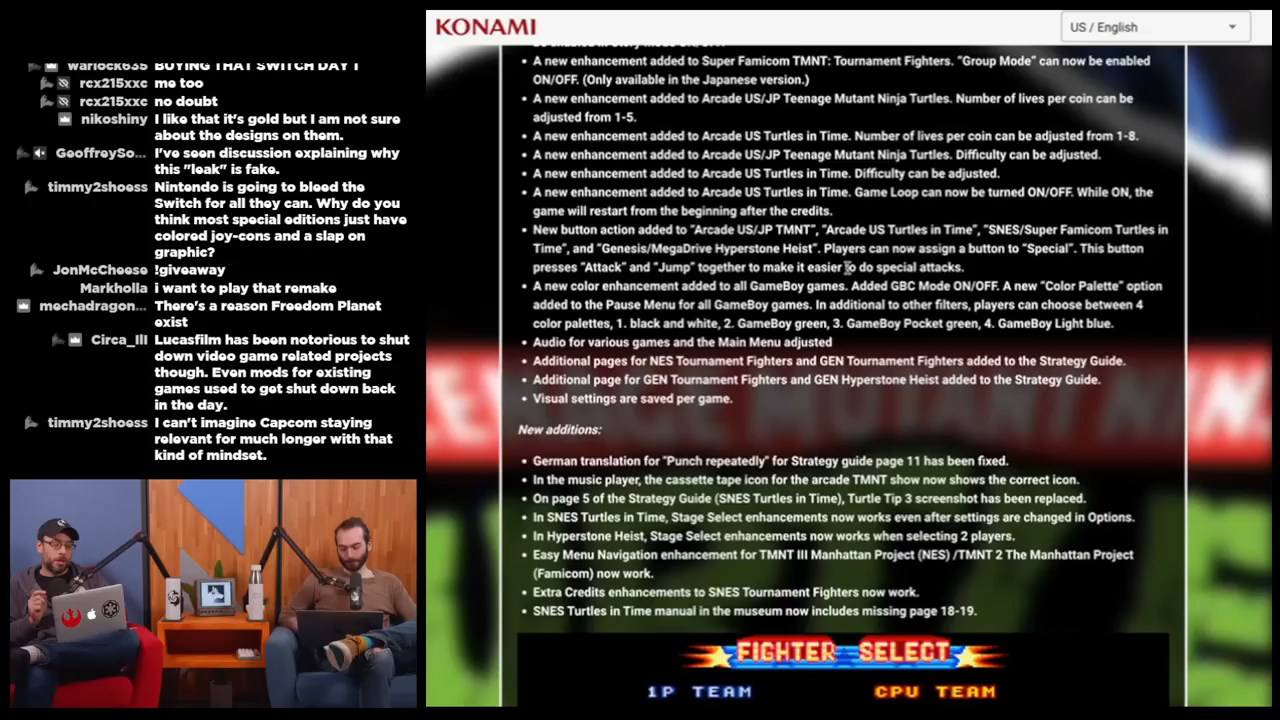 warlock635 BUYING THAT SWITCH DAY 1
rcx215xxc me too
rcx215xxc no doubt
nikoshiny I like that it's gold but I am not sure
about the designs on them.
GeoffreySo... I've seen discussion explaining why
this "leak" is fake.
timmy2shoess Nintendo is going to bleed the
Switch for all they can. Why do you
think most special editions just have
colored joy-cons and a slap on
graphic?
JonMcCheese !giveaway
Markholla i want to play that remake
mechadragon... There's a reason Freedom Planet
exist
Circa_III Lucasfilm has been notorious to shut
down video game related projects
though. Even mods for existing
games used to get shut down back
in the day.
timmy2shoess I can't imagine Capcom staying
relevant for much longer with that
kind of mindset.
KONAMI
US / English
A new enhancement added to Super Famicom TMNT: Tournament Fighters. “Group Mode” can now be enabled
ON/OFF. (Only available in the Japanese version.)
A new enhancement added to Arcade US/JP Teenage Mutant Ninja Turtles. Number of lives per coin can be
adjusted from 1-5.
A new enhancement added to Arcade US Turtles in Time. Number of lives per coin can be adjusted from 1-8.
A new enhancement added to Arcade US/JP Teenage Mutant Ninja Turtles. Difficulty can be adjusted.
A new enhancement added to Arcade US Turtles in Time. Difficulty can be adjusted.
A new enhancement added to Arcade US Turtles in Time. Game Loop can now be turned ON/OFF. While ON, the
game will restart from the beginning after the credits.
New button action added to “Arcade US/JP TMNT”, “Arcade US Turtles in Time”, “SNES/Super Famicom Turtles in
Time”, and “Genesis/MegaDrive Hyperstone Heist”. Players can now assign a button to “Special”. This button
presses “Attack” and “Jump” together to make it easier to do special attacks.
A new color enhancement added to all GameBoy games. Added GBC Mode ON/OFF. A new “Color Palette” option
added to the Pause Menu for all GameBoy games. In additional to other filters, players can choose between 4
color palettes, 1. black and white, 2. GameBoy green, 3. GameBoy Pocket green, 4. GameBoy Light blue.
Audio for various games and the Main Menu adjusted
Additional pages for NES Tournament Fighters and GEN Tournament Fighters added to the Strategy Guide.
Additional page for GEN Tournament Fighters and GEN Hyperstone Heist added to the Strategy Guide.
Visual settings are saved per game.
New additions:
German translation for “Punch repeatedly” for Strategy guide page 11 has been fixed.
In the music player, the cassette tape icon for the arcade TMNT show now shows the correct icon.
On page 5 of the Strategy Guide (SNES Turtles in Time), Turtle Tip 3 screenshot has been replaced.
In SNES Turtles in Time, Stage Select enhancements now works even after settings are changed in Options.
In Hyperstone Heist, Stage Select enhancements now works when selecting 2 players.
Easy Menu Navigation enhancement for TMNT III Manhattan Project (NES) /TMNT 2 The Manhattan Project
(Famicom) now work.
Extra Credits enhancements to SNES Tournament Fighters now work.
SNES Turtles in Time manual in the museum now includes missing page 18-19.
FIGHTER SELECT
1P TEAM CPU TEAM